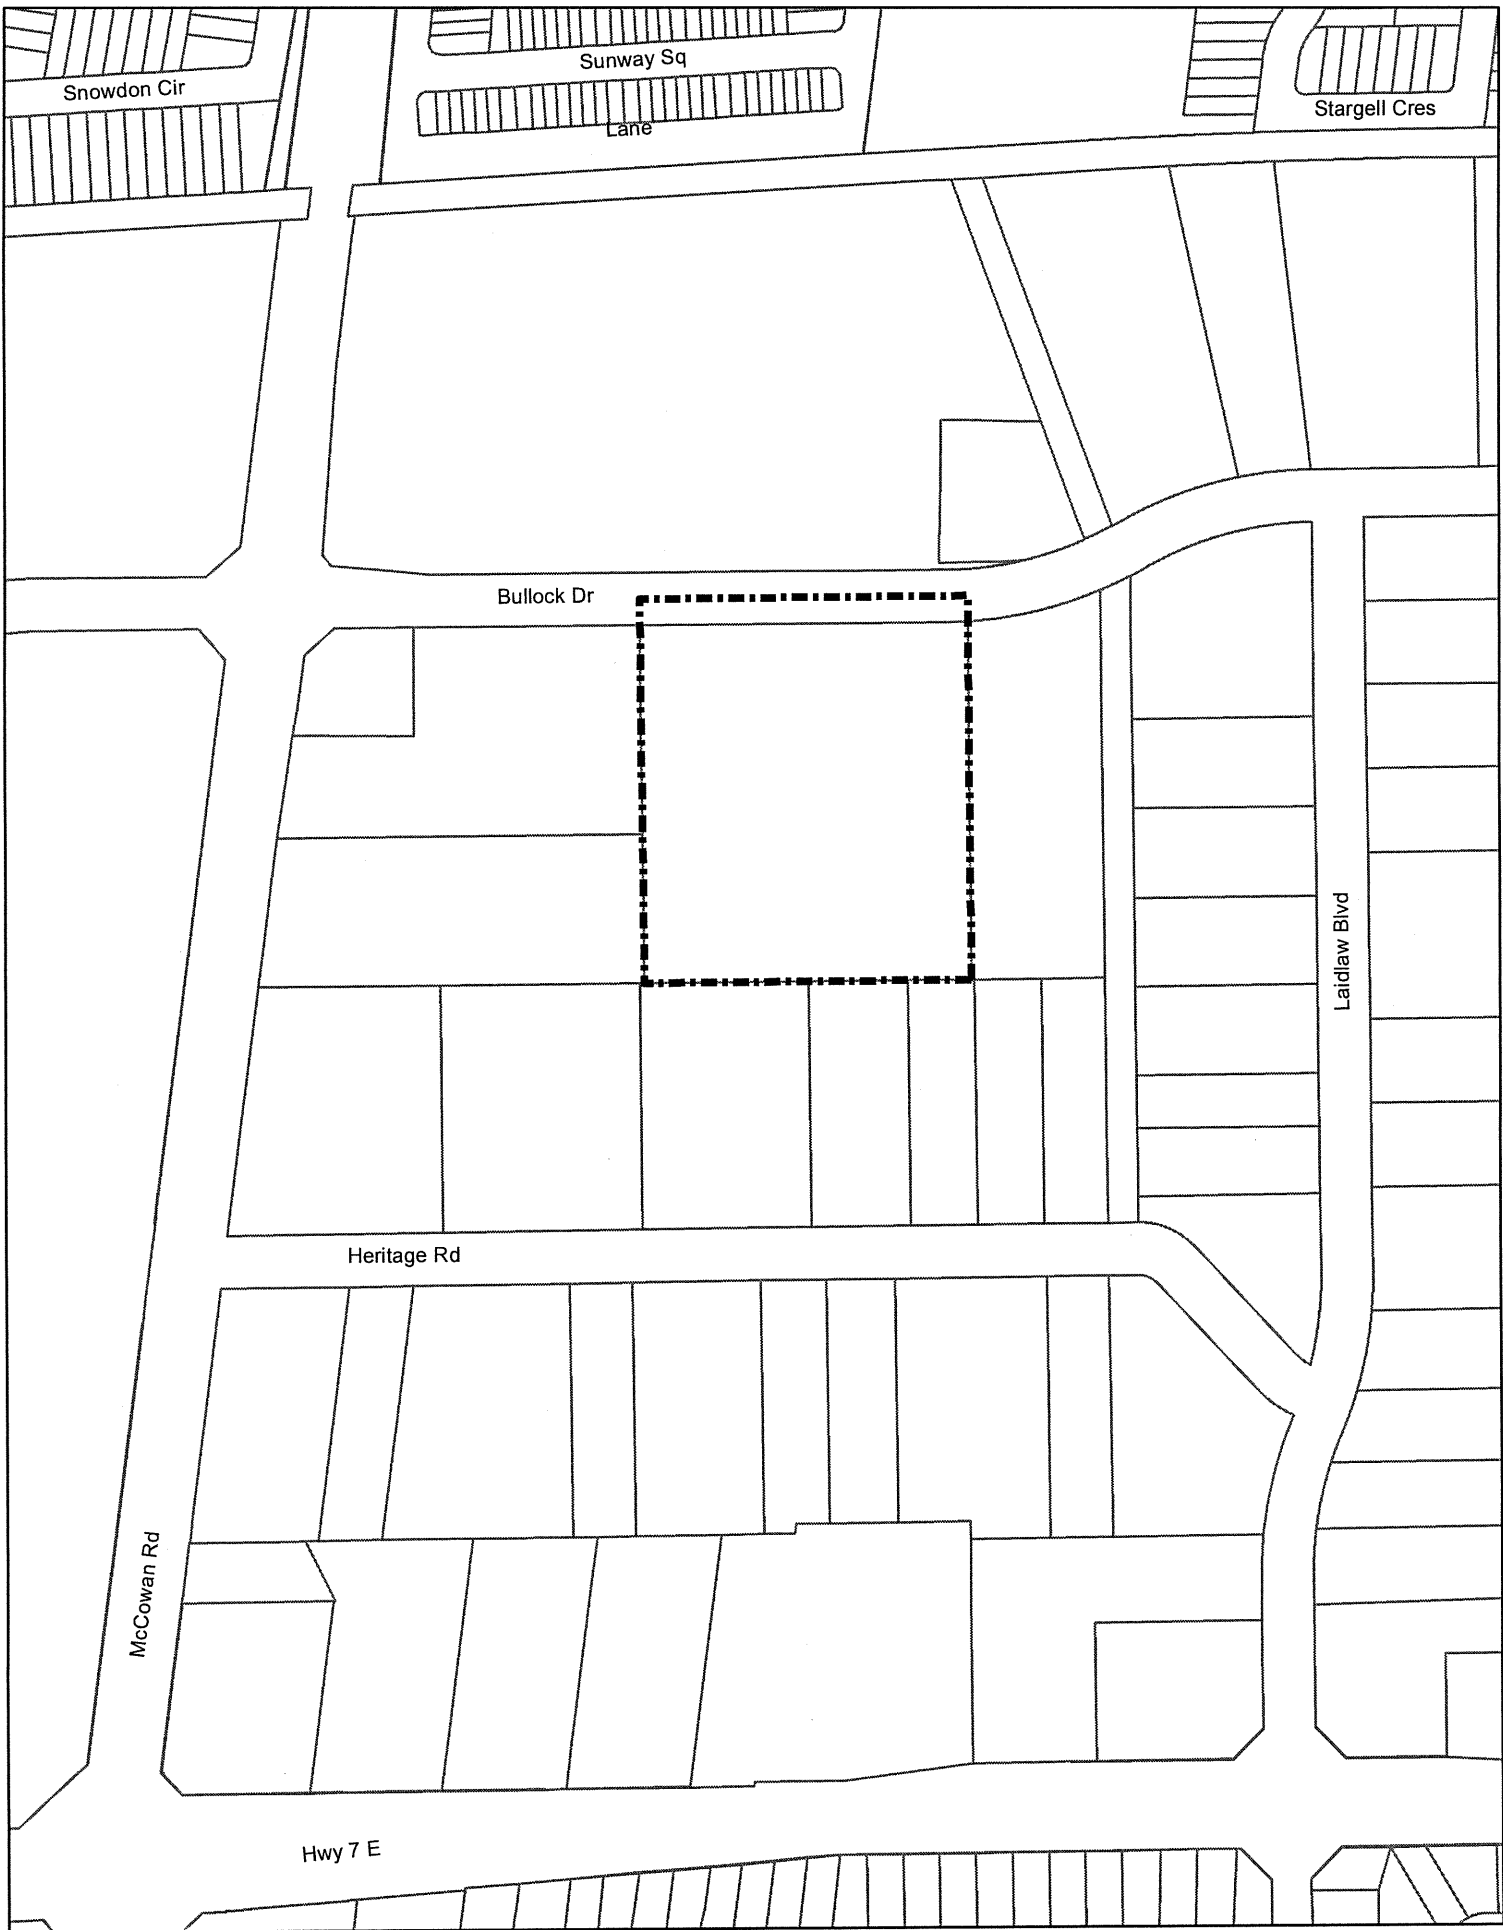 Sunway Sq
Snowdon Cir
Stargell Cres
Lane
Bullock Dr
Laidlaw Blvd
Heritage Rd
McCowan Rd
Hwy 7 E